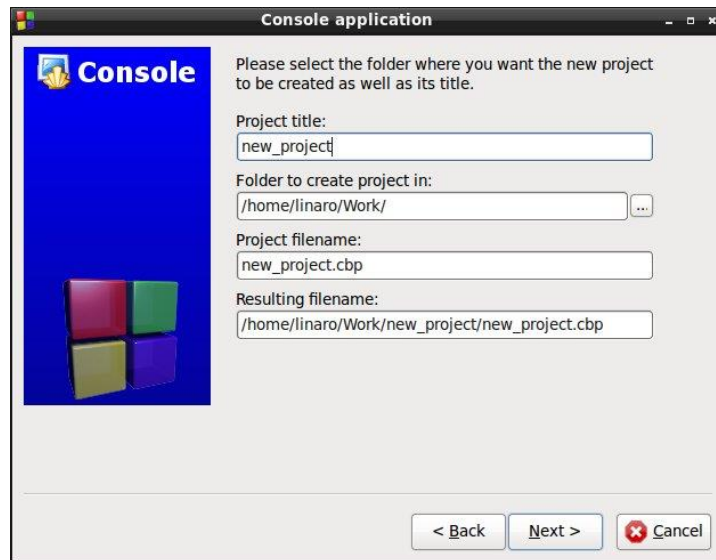 Console application
Console
Please select the folder where you want the new project
to be created as well as its title.
Project title:
new_project
Folder to create project in:
/home/linaro/Work/
...
Project filename:
new_project.cbp
Resulting filename:
/home/linaro/Work/new_project/new_project.cbp
< Back
Next >
Cancel